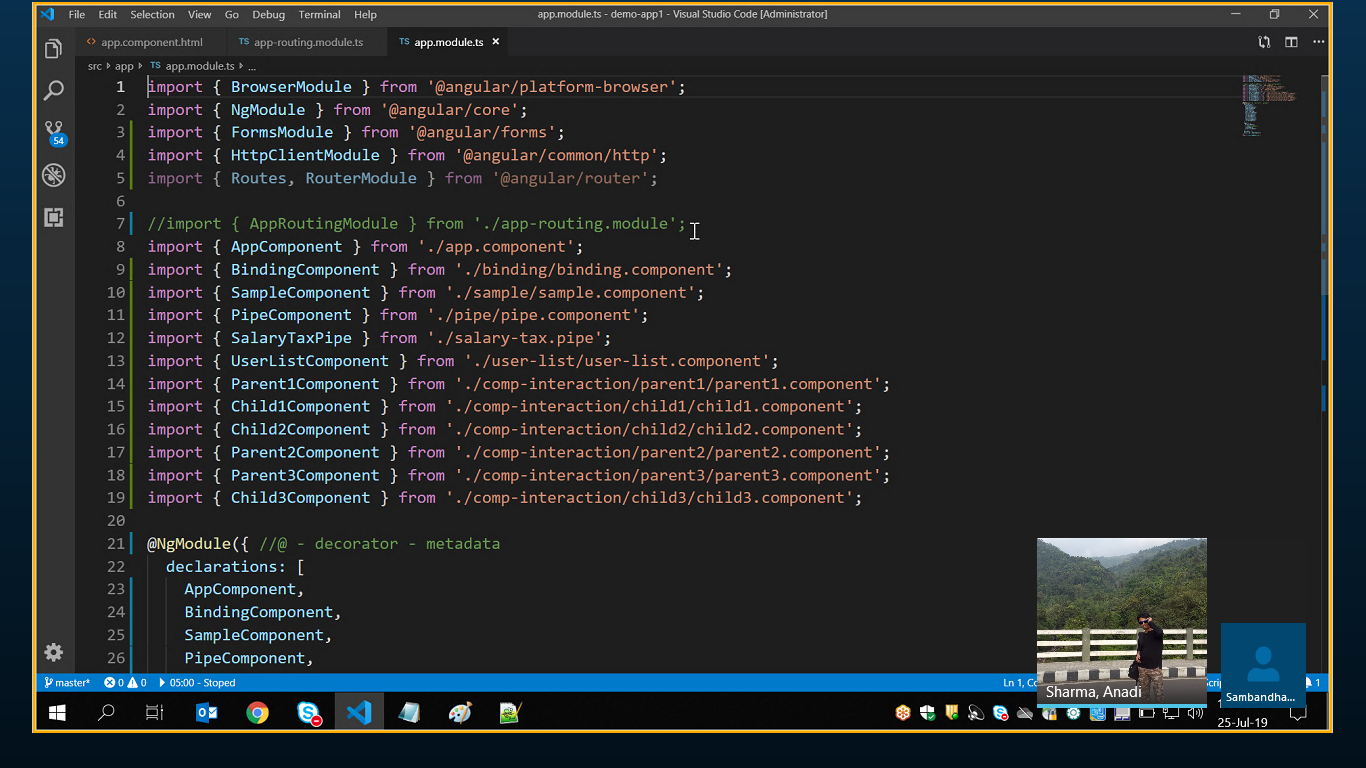 File Edit Selection View Go Debug Terminal Help
app.module.ts - demo-app1 - Visual Studio Code [Administrator]
<> app.component.html
TS app-routing.module.ts
TS app.module.ts ×
src › app › TS app.module.ts › ...
1 import { BrowserModule } from '@angular/platform-browser';
2 import { NgModule } from '@angular/core';
3 import { FormsModule } from '@angular/forms';
4 import { HttpClientModule } from '@angular/common/http';
5 import { Routes, RouterModule } from '@angular/router';
6
7 //import { AppRoutingModule } from './app-routing.module';
8 import { AppComponent } from './app.component';
9 import { BindingComponent } from './binding/binding.component';
10 import { SampleComponent } from './sample/sample.component';
11 import { PipeComponent } from './pipe/pipe.component';
12 import { SalaryTaxPipe } from './salary-tax.pipe';
13 import { UserListComponent } from './user-list/user-list.component';
14 import { Parent1Component } from './comp-interaction/parent1/parent1.component';
15 import { Child1Component } from './comp-interaction/child1/child1.component';
16 import { Child2Component } from './comp-interaction/child2/child2.component';
17 import { Parent2Component } from './comp-interaction/parent2/parent2.component';
18 import { Parent3Component } from './comp-interaction/parent3/parent3.component';
19 import { Child3Component } from './comp-interaction/child3/child3.component';
20
21 @NgModule({ //@ - decorator - metadata
22 declarations: [
23 AppComponent,
24 BindingComponent,
25 SampleComponent,
26 PipeComponent,
54
Sharma, Anadi
Sambandha...
master* 0 0 05:00 - Stoped
Ln 1,
1
25-Jul-19